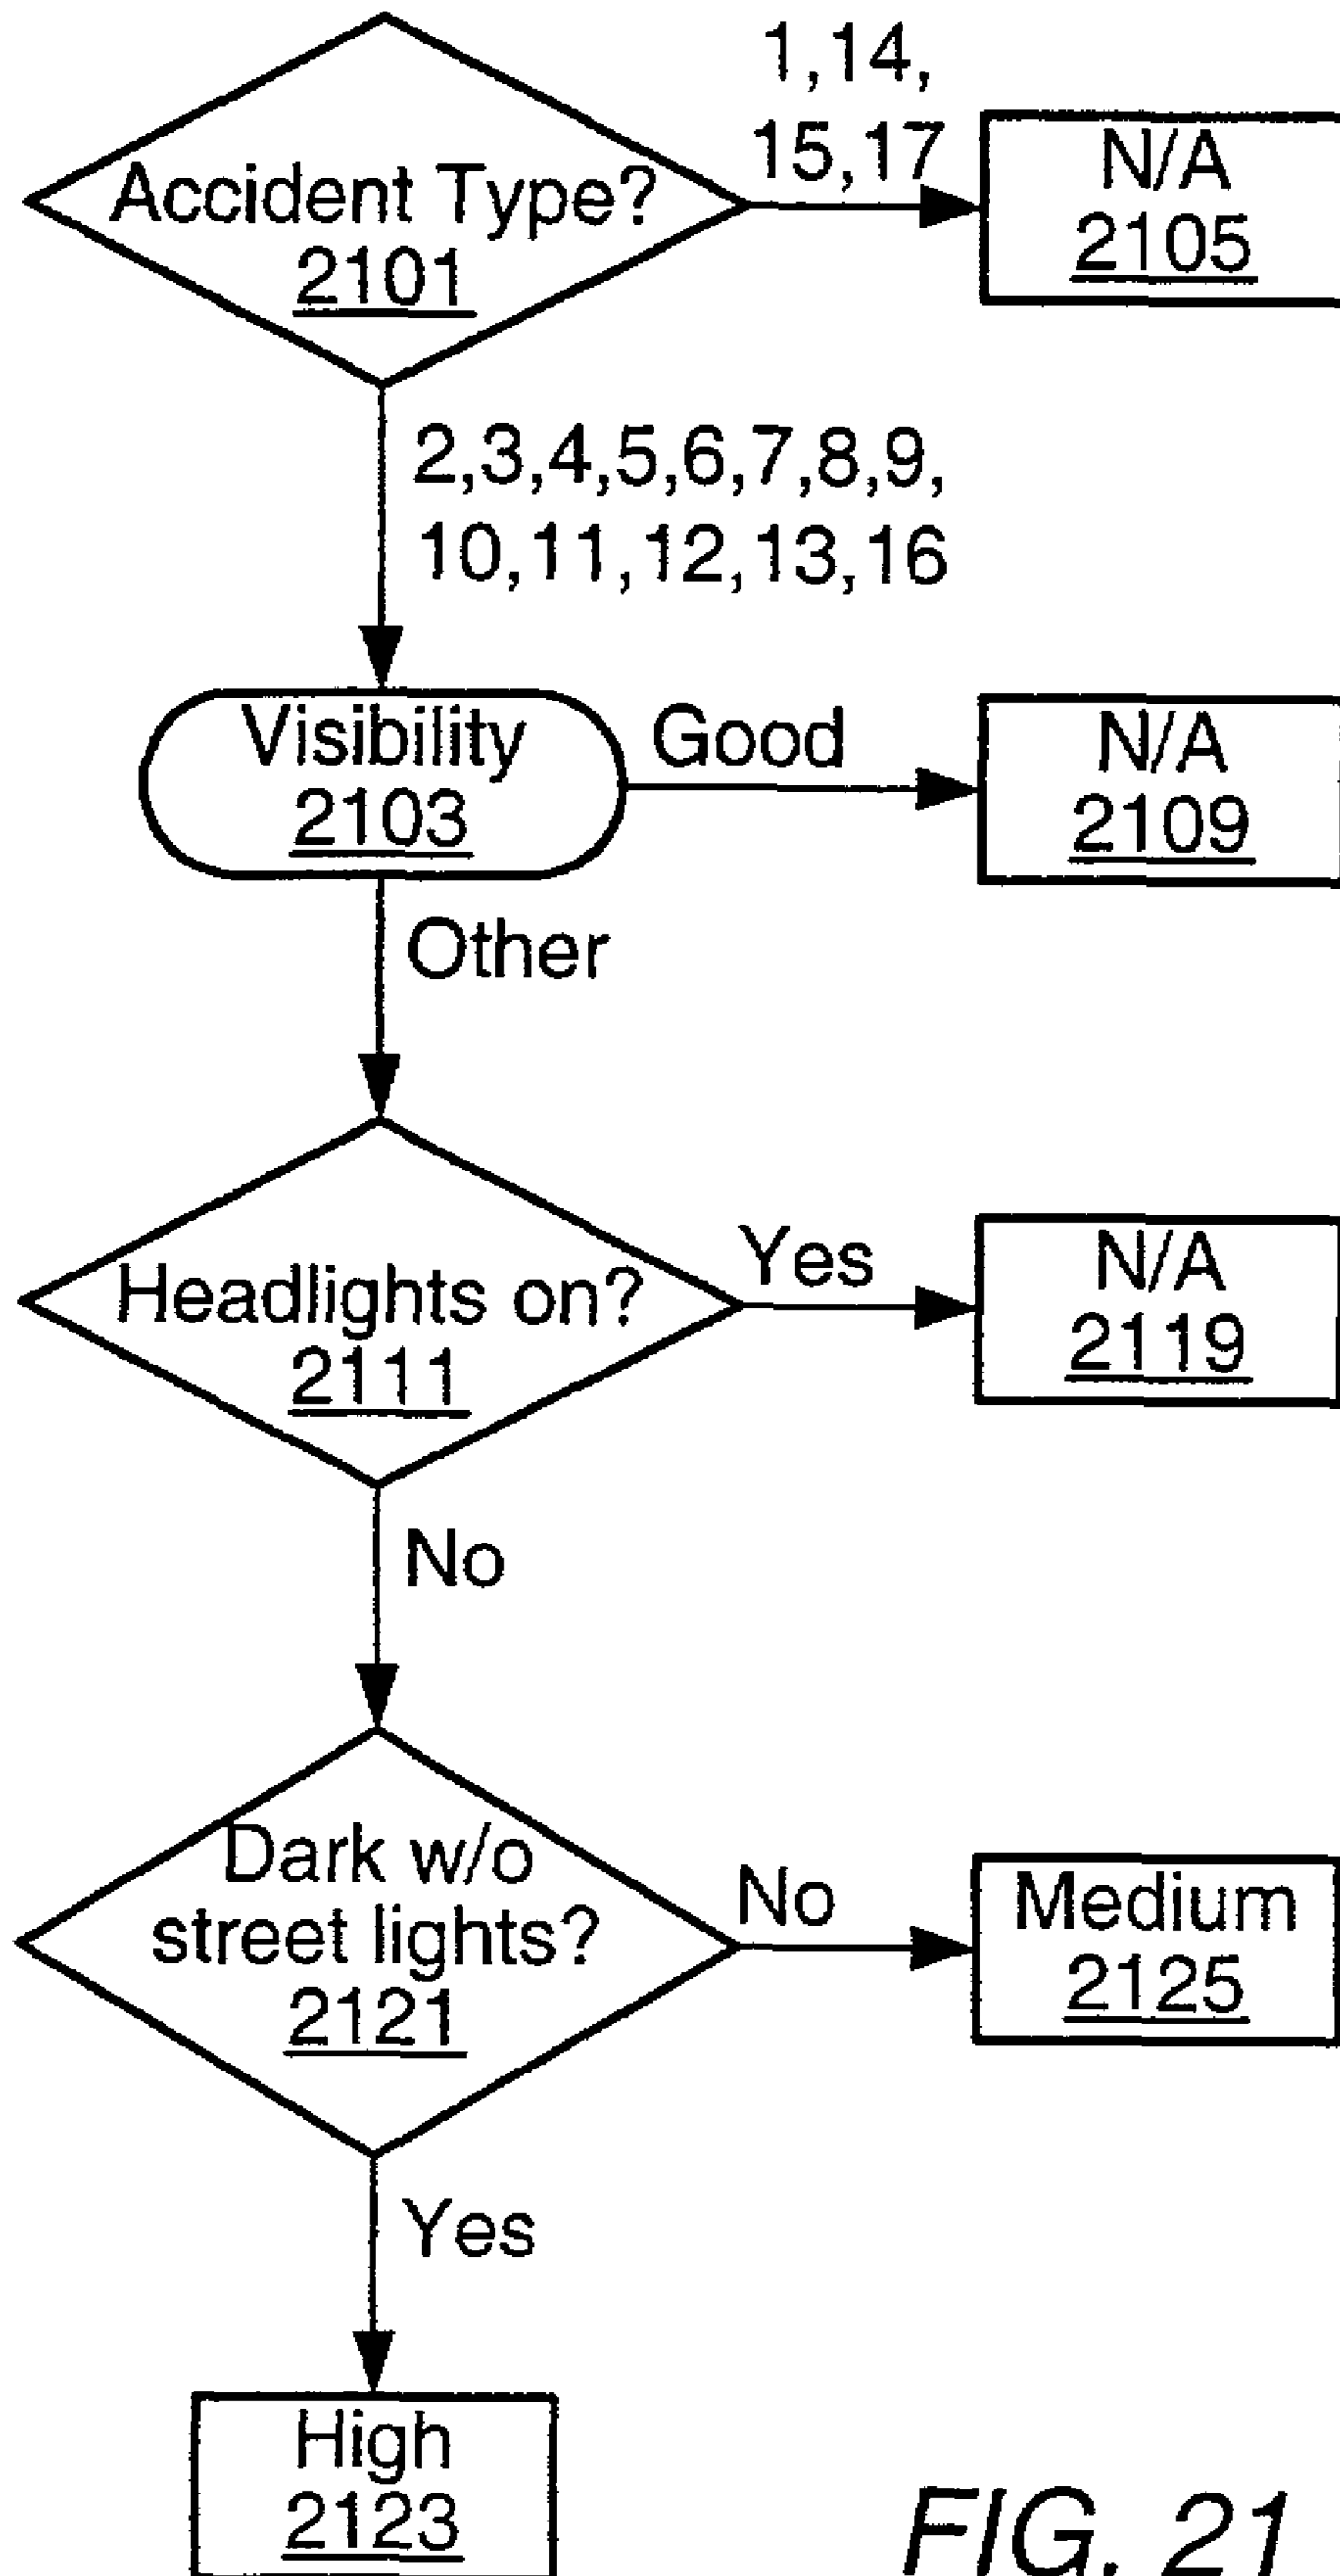 1,14,
15,17
Accident Type?
2101
N/A
2105
2,3,4,5,6,7,8,9,
10,11,12,13,16
Visibility
2103
Good
N/A
2109
Other
Headlights on?
2111
Yes
N/A
2119
No
Dark w/o
street lights?
2121
No
Medium
2125
Yes
High
2123
FIG. 21